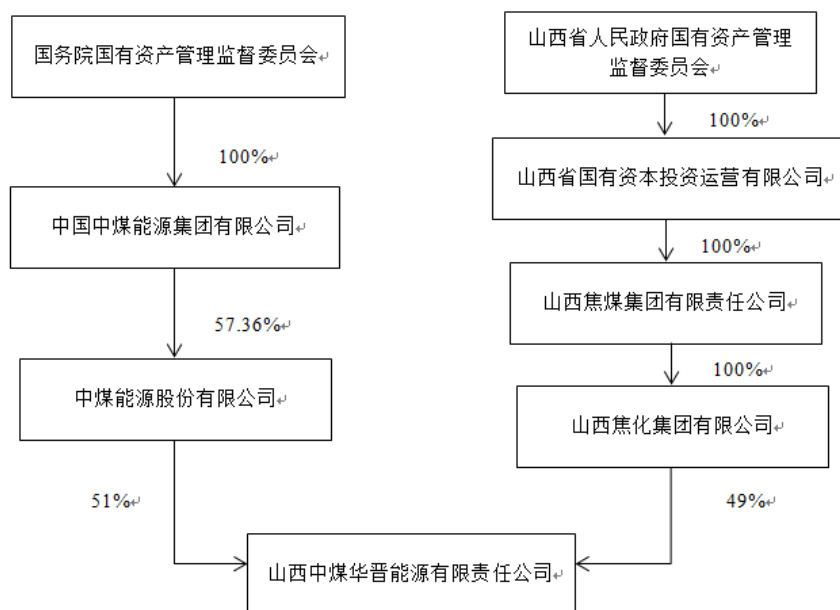 国务院国有资产管理监督委员会
100%
中国中煤能源集团有限公司
57.36%
中煤能源股份有限公司
51%
山西省人民政府国有资产管理
监督委员会
100%
山西省国有资本投资运营有限公司
100%
山西焦煤集团有限责任公司
100%
山西焦化集团有限公司
49%
山西中煤华晋能源有限责任公司